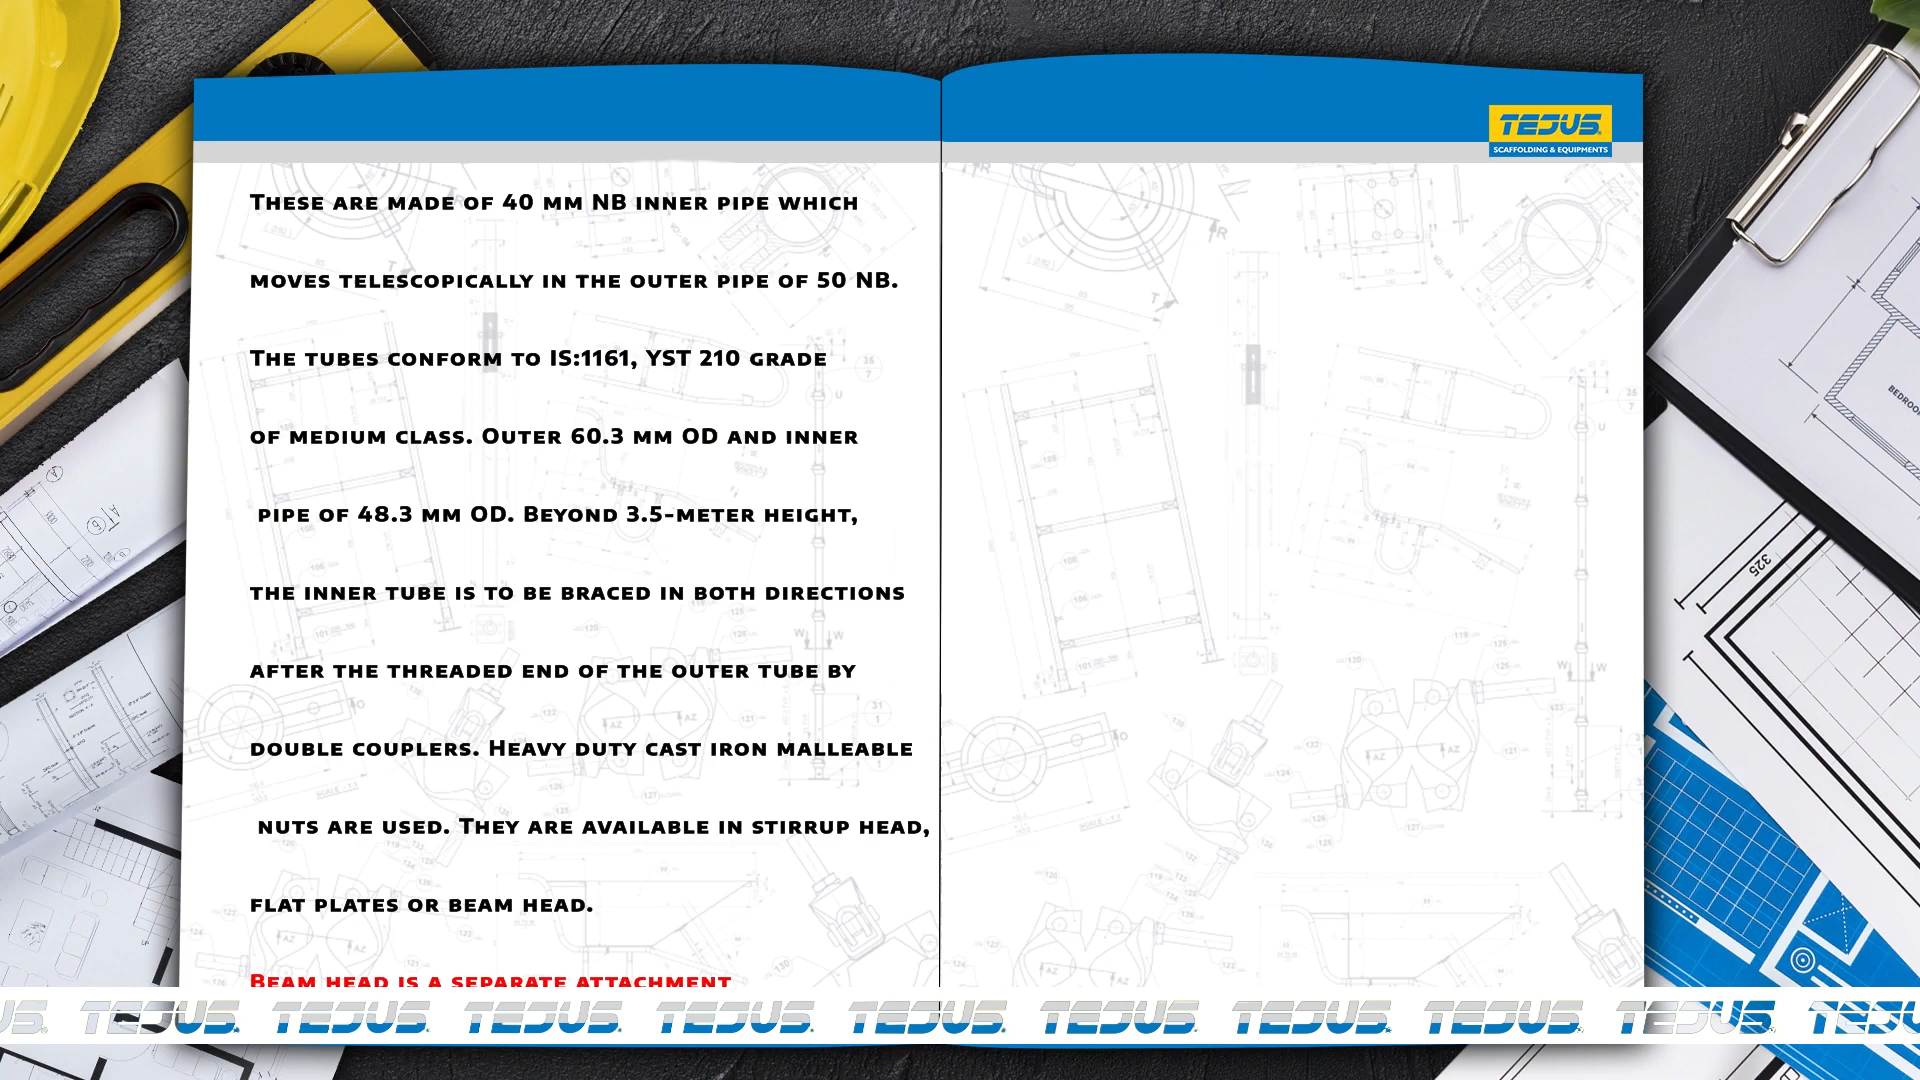 TEJUS
SCAFFOLDING & EQUIPMENTS
These are made of 40 mm NB inner pipe which
moves telescopically in the outer pipe of 50 NB.
The tubes conform to IS:1161, YST 210 grade
of medium class. Outer 60.3 mm OD and inner
pipe of 48.3 mm OD. Beyond 3.5-meter height,
the inner tube is to be braced in both directions
after the threaded end of the outer tube by
double couplers. Heavy duty cast iron malleable
nuts are used. They are available in stirrup head,
flat plates or beam head.
Beam head is a separate attachment
325
TEJUS TEJUS TEJUS TEJUS TEJUS TEJUS TEJUS TEJUS TEJUS